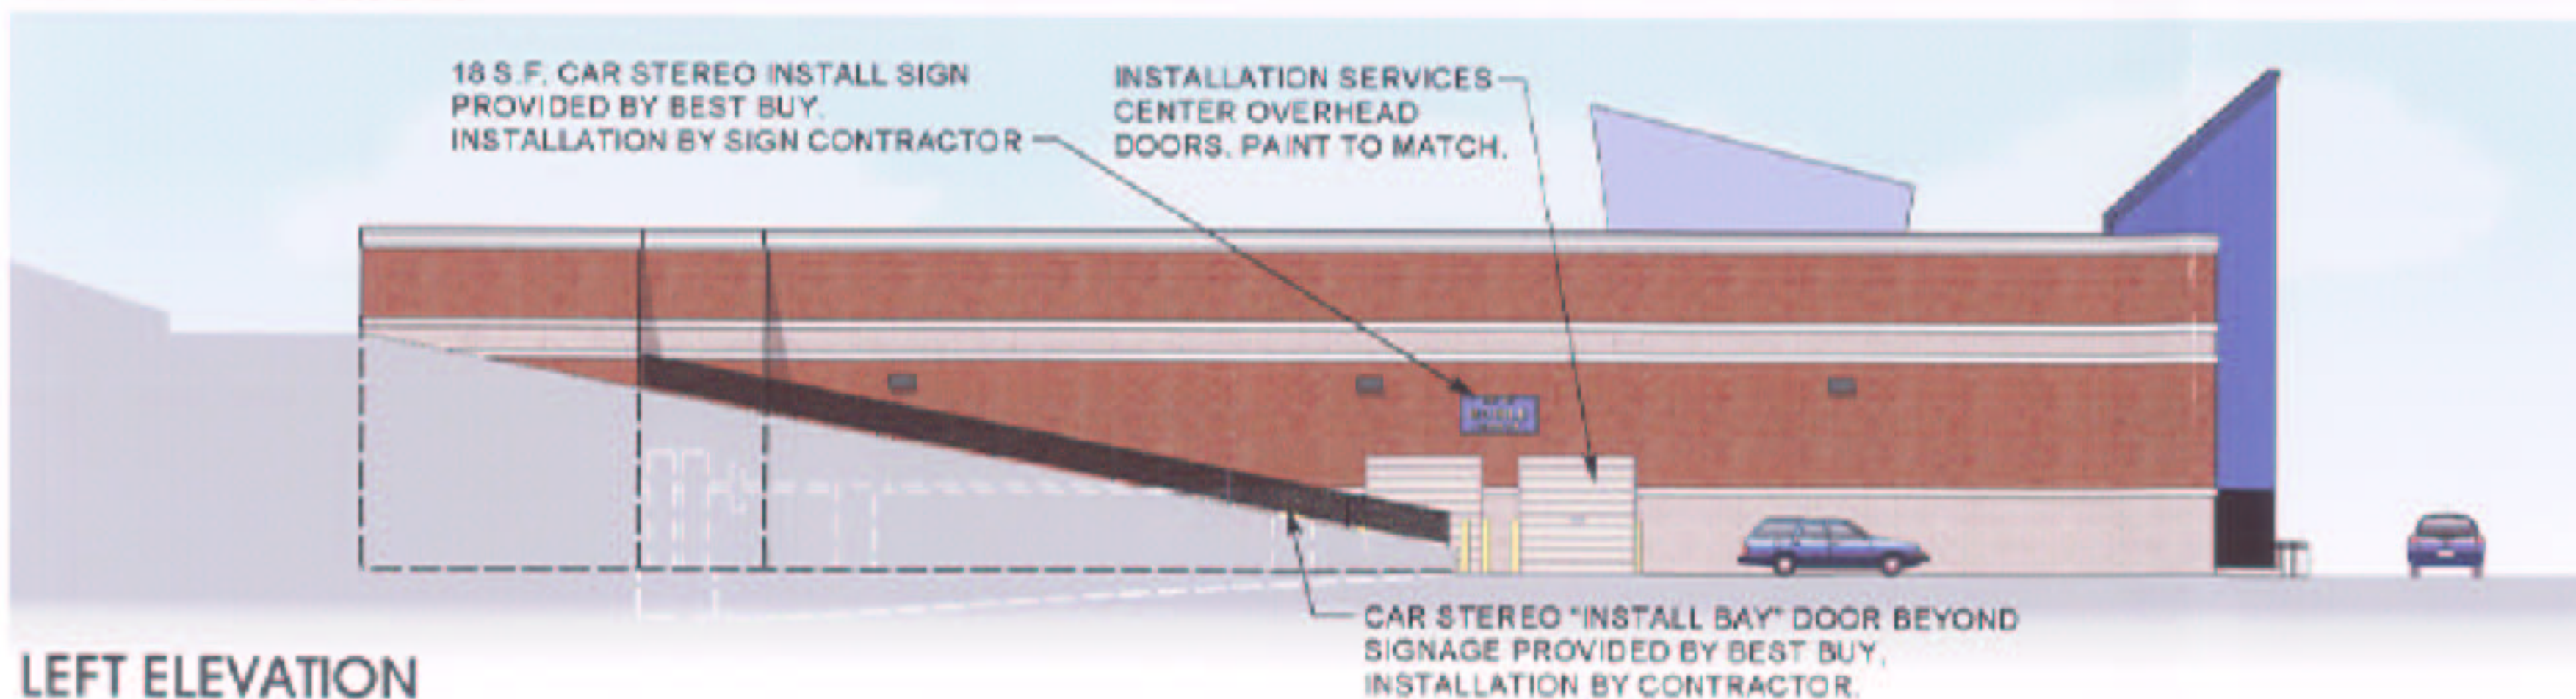 18 S.F. CAR STEREO INSTALL SIGN
PROVIDED BY BEST BUY.
INSTALLATION BY SIGN CONTRACTOR
INSTALLATION SERVICES
CENTER OVERHEAD
DOORS. PAINT TO MATCH.
CAR STEREO "INSTALL BAY" DOOR BEYOND
SIGNAGE PROVIDED BY BEST BUY,
INSTALLATION BY CONTRACTOR.
LEFT ELEVATION